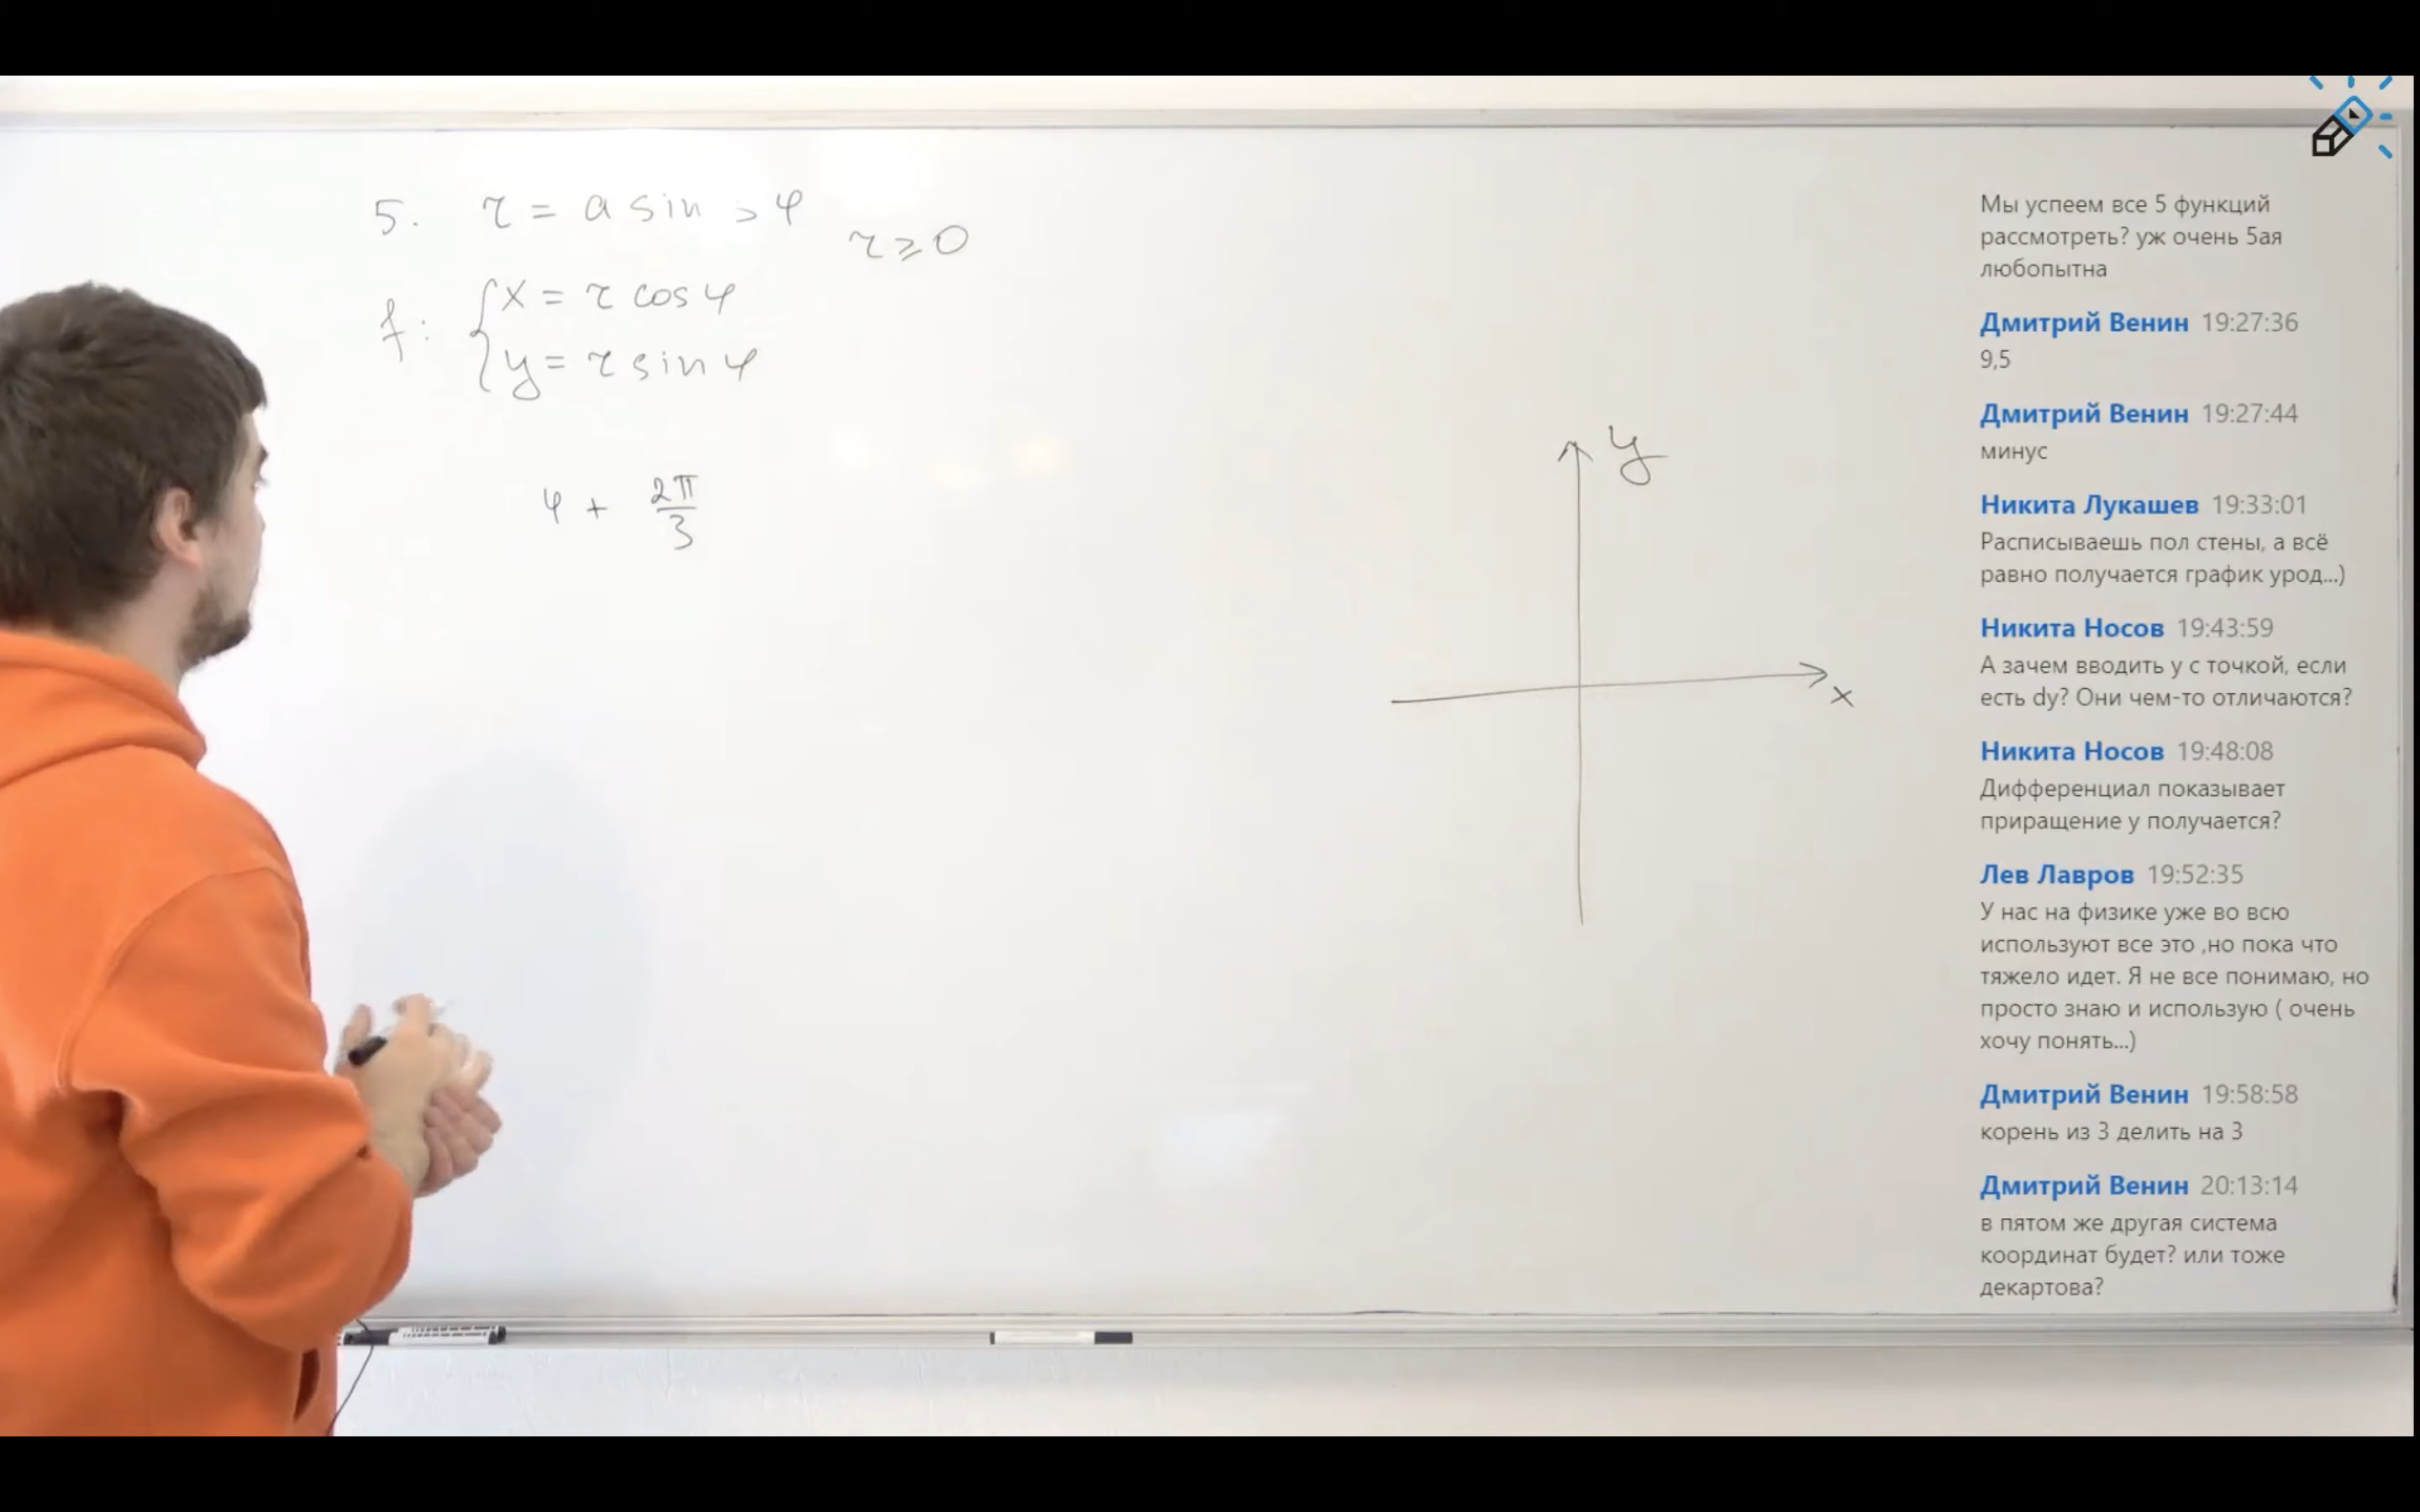 5. r = a sin 3φ
r ≥ 0
f: { x = r cos φ
y = r sin φ
φ + 2π/3
y
x
Мы успеем все 5 функций
рассмотреть? уж очень 5ая
любопытна
Дмитрий Венин 19:27:36
9,5
Дмитрий Венин 19:27:44
минус
Никита Лукашев 19:33:01
Расписываешь пол стены, а всё
равно получается график урод...)
Никита Носов 19:43:59
А зачем вводить у с точкой, если
есть dy? Они чем-то отличаются?
Никита Носов 19:48:08
Дифференциал показывает
приращение у получается?
Лев Лавров 19:52:35
У нас на физике уже во всю
используют все это ,но пока что
тяжело идет. Я не все понимаю, но
просто знаю и использую ( очень
хочу понять...)
Дмитрий Венин 19:58:58
корень из 3 делить на 3
Дмитрий Венин 20:13:14
в пятом же другая система
координат будет? или тоже
декартова?